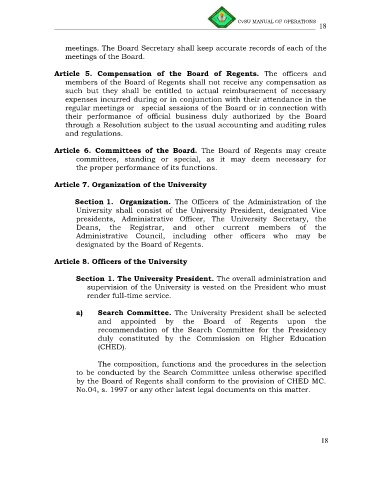 CvSU MANUAL OF OPERATIONS
18
meetings. The Board Secretary shall keep accurate records of each of the
meetings of the Board.
Article 5. Compensation of the Board of Regents. The officers and
members of the Board of Regents shall not receive any compensation as
such but they shall be entitled to actual reimbursement of necessary
expenses incurred during or in conjunction with their attendance in the
regular meetings or special sessions of the Board or in connection with
their performance of official business duly authorized by the Board
through a Resolution subject to the usual accounting and auditing rules
and regulations.
Article 6. Committees of the Board. The Board of Regents may create
committees, standing or special, as it may deem necessary for
the proper performance of its functions.
Article 7. Organization of the University
Section 1. Organization. The Officers of the Administration of the
University shall consist of the University President, designated Vice
presidents, Administrative Officer, The University Secretary, the
Deans, the Registrar, and other current members of the
Administrative Council, including other officers who may be
designated by the Board of Regents.
Article 8. Officers of the University
Section 1. The University President. The overall administration and
supervision of the University is vested on the President who must
render full-time service.
a) Search Committee. The University President shall be selected
and appointed by the Board of Regents upon the
recommendation of the Search Committee for the Presidency
duly constituted by the Commission on Higher Education
(CHED).
The composition, functions and the procedures in the selection
to be conducted by the Search Committee unless otherwise specified
by the Board of Regents shall conform to the provision of CHED MC.
No.04, s. 1997 or any other latest legal documents on this matter.
18